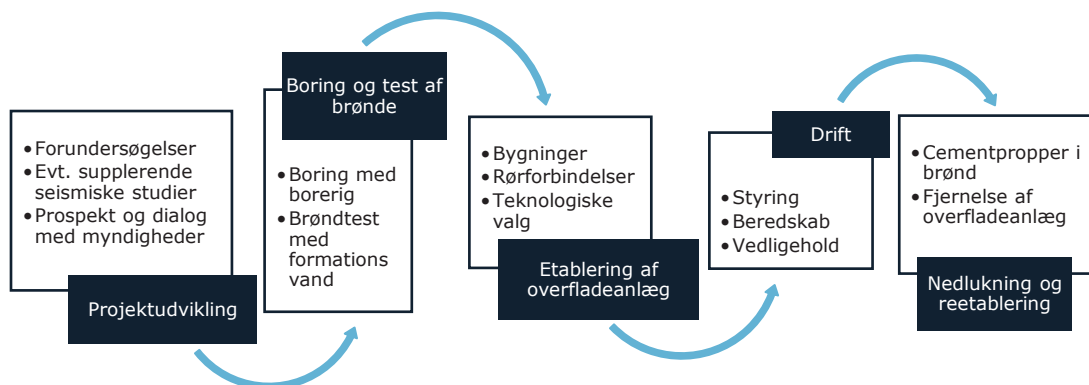 • Forundersøgelser
• Evt. supplerende
seismiske studier
• Prospekt og dialog
med myndigheder
Projektudvikling
Boring og test af
brønde
• Boring med
borerig
• Brøndtest
med
formations
vand
• Bygninger
• Rørforbindelser
• Teknologiske
valg
Etablering af
overfladeanlæg
Drift
• Styring
• Beredskab
• Vedligehold
• Cementpropper i
brønd
• Fjernelse af
overfladeanlæg
Nedlukning og
reetablering